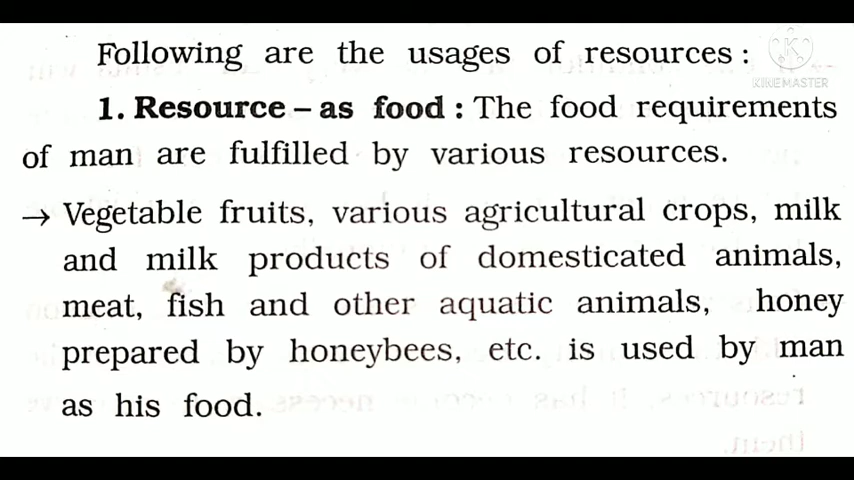 Following are the usages of resources :
KINEMASTER
1. Resource – as food : The food requirements
of man are fulfilled by various resources.
→ Vegetable fruits, various agricultural crops, milk
and milk products of domesticated animals,
meat, fish and other aquatic animals, honey
prepared by honeybees, etc. is used by man
as his food.